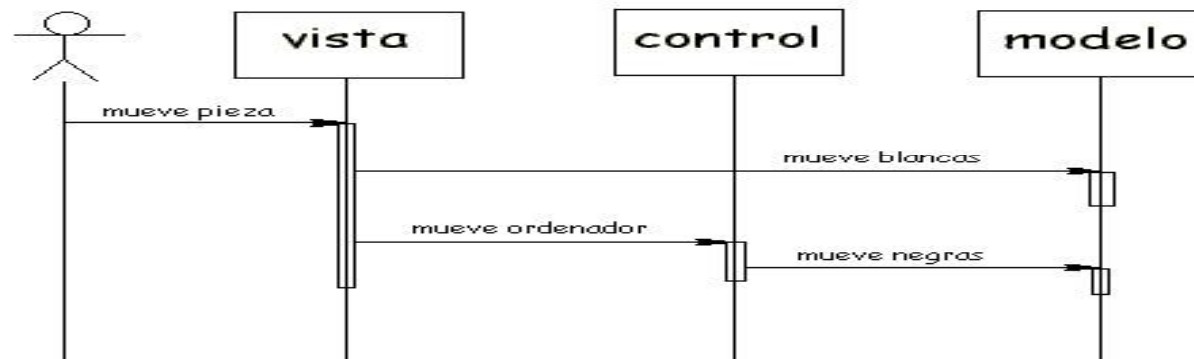 vista
control
modelo
mueve pieza
mueve blancas
mueve ordenador
mueve negras